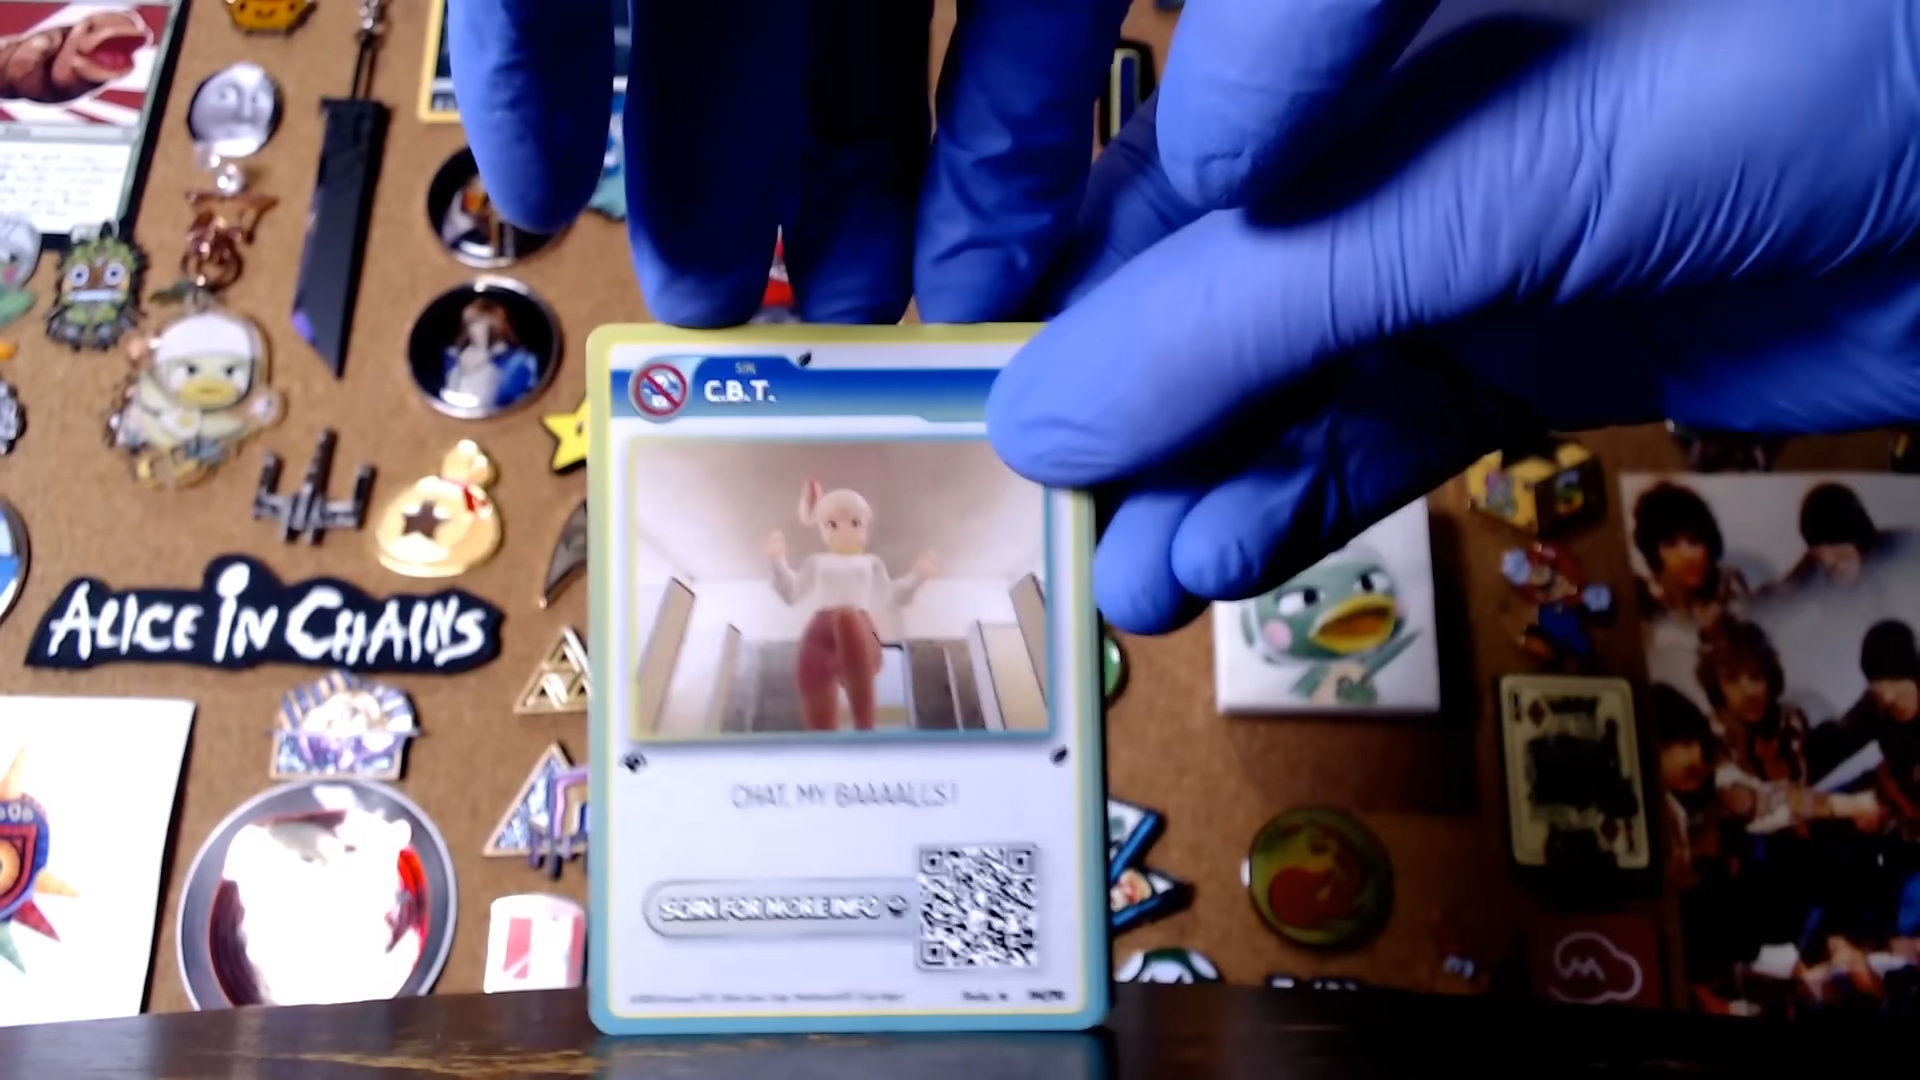 SIN
C.B.T.
ALICE IN CHAINS
CHAT, MY BAAAALLS!
SCAN FOR MORE INFO